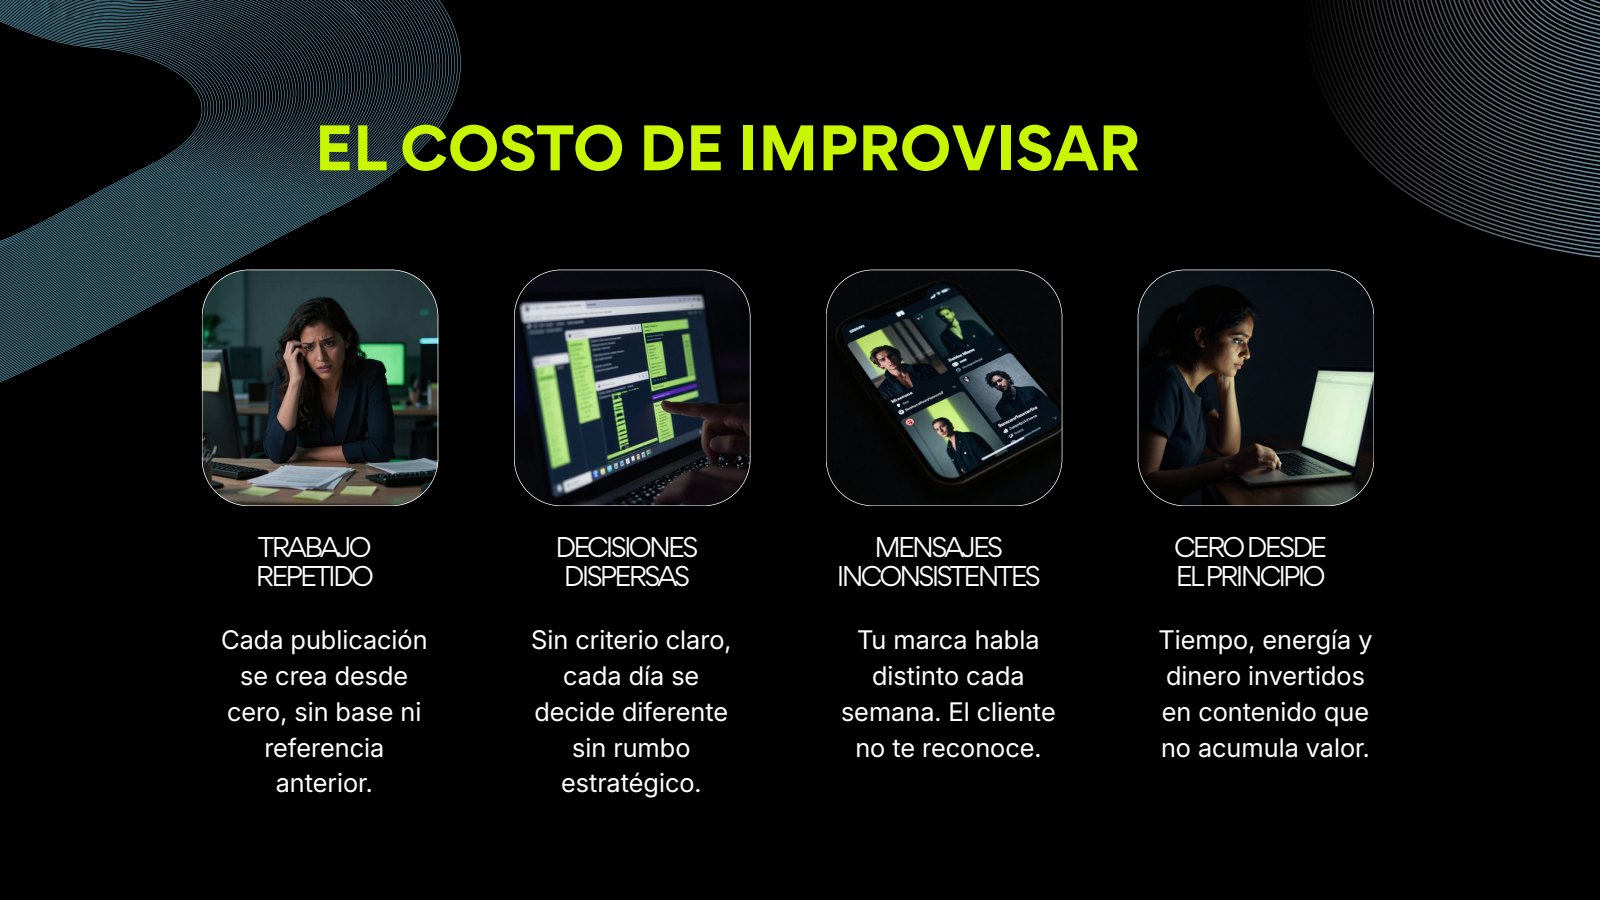 EL COSTO DE IMPROVISAR
TRABAJO
REPETIDO
Cada publicación
se crea desde
cero, sin base ni
referencia
anterior.
DECISIONES
DISPERSAS
Sin criterio claro,
cada día se
decide diferente
sin rumbo
estratégico.
MENSAJES
INCONSISTENTES
Tu marca habla
distinto cada
semana. El cliente
no te reconoce.
CERO DESDE
EL PRINCIPIO
Tiempo, energía y
dinero invertidos
en contenido que
no acumula valor.